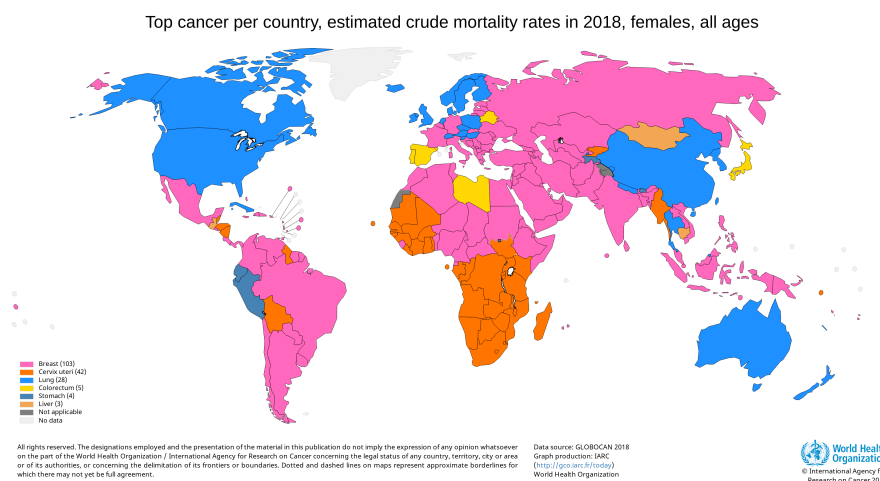 Top cancer per country, estimated crude mortality rates in 2018, females, all ages
Breast (103)
Cervix uteri (42)
Lung (28)
Colorectum (5)
Stomach (4)
Liver (3)
Not applicable
No data
All rights reserved. The designations employed and the presentation of the material in this publication do not imply the expression of any opinion whatsoever
on the part of the World Health Organization / International Agency for Research on Cancer concerning the legal status of any country, territory, city or area
or of its authorities, or concerning the delimitation of its frontiers or boundaries. Dotted and dashed lines on maps represent approximate borderlines for
which there may not yet be full agreement.
Data source: GLOBOCAN 2018
Graph production: IARC
(http://gco.iarc.fr/today)
World Health Organization
World Heal
Organizatio
© International Agency f
Research on Cancer 20